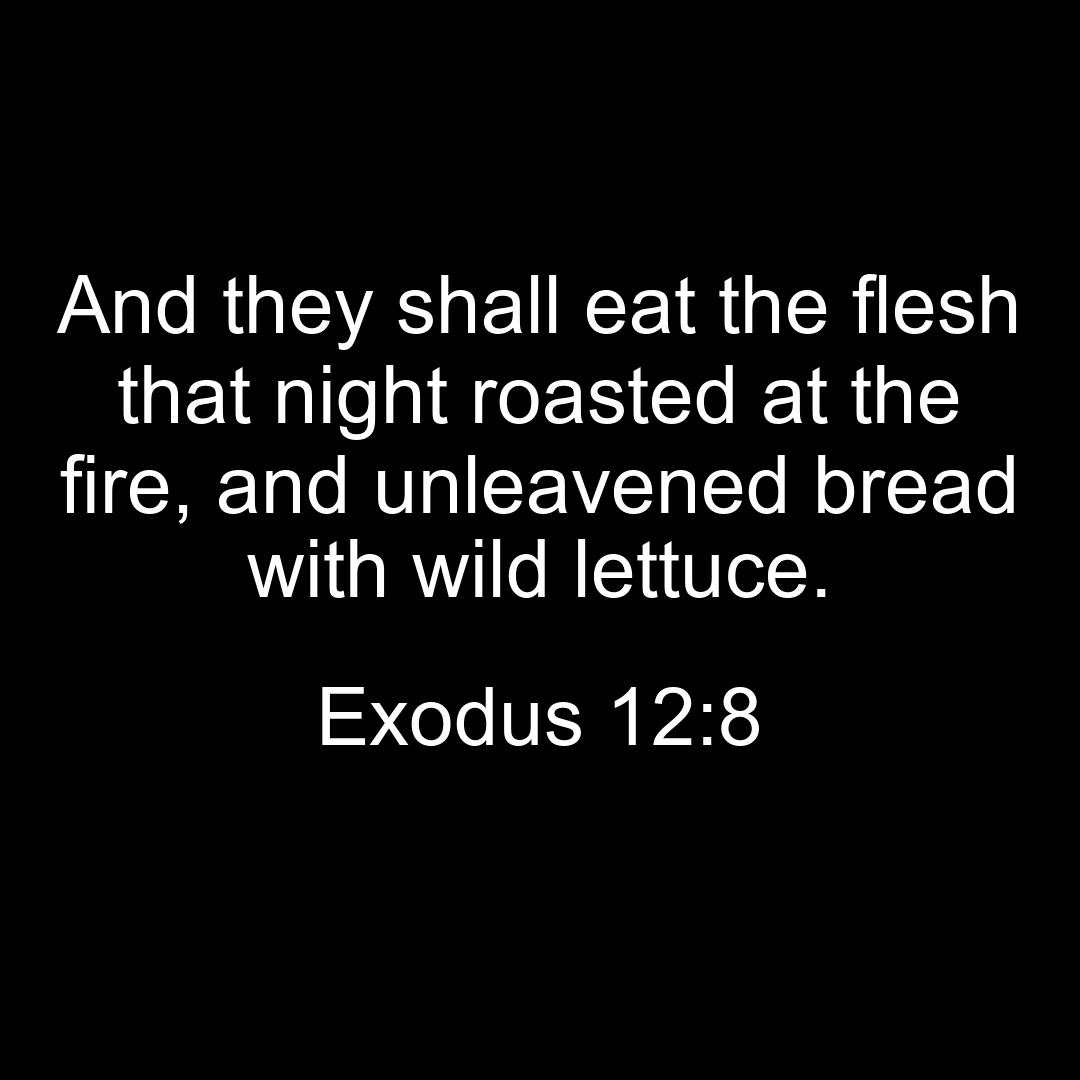 And they shall eat the flesh
that night roasted at the
fire, and unleavened bread
with wild lettuce.
Exodus 12:8